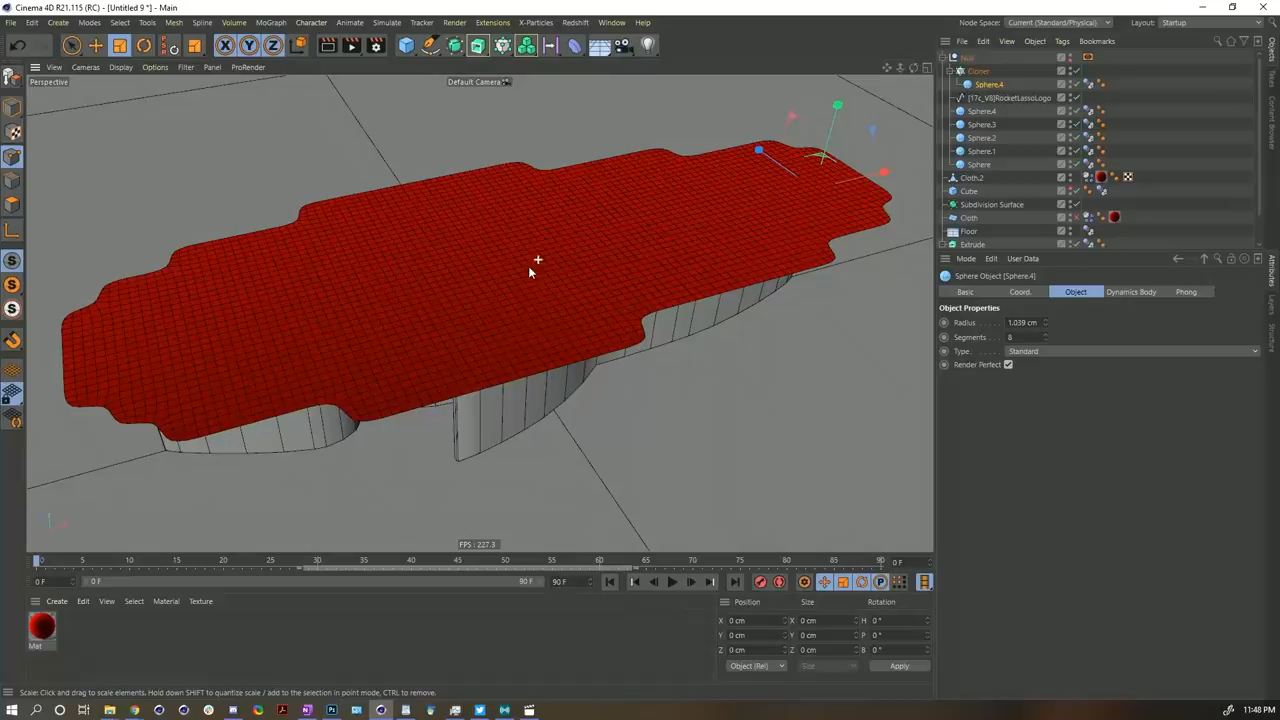 Cinema 4D R21.115 (RC) - [Untitled 9 *] - Main
File Edit Create Modes Select Tools Mesh Spline Volume MoGraph Character Animate Simulate Tracker Render Extensions X-Particles Redshift Window Help
Node Space: Current (Standard/Physical) Layout: Startup
File Edit View Object Tags Bookmarks
View Cameras Display Options Filter Panel ProRender
Perspective
Default Camera
Cloner
Sphere.4
[17c_V8]RocketLassoLogo
Sphere.4
Sphere.3
Sphere.2
Sphere.1
Sphere
Cloth.2
Cube
Subdivision Surface
Cloth
Floor
Extrude
Objects
Takes
Content Browser
Mode Edit User Data
Sphere Object [Sphere.4]
Basic Coord. Object Dynamics Body Phong
Object Properties
Radius 1.039 cm
Segments 8
Type Standard
Render Perfect
Attributes
Layers
Structure
FPS : 227.3
0 5 10 15 20 25 30 35 40 45 50 55 60 65 70 75 80 85 90 0 F
0 F 0 F 90 F 90 F
Create Edit View Select Material Texture
Mat
Position Size Rotation
X 0 cm X 0 cm H 0 °
Y 0 cm Y 0 cm P 0 °
Z 0 cm Z 0 cm B 0 °
Object (Rel) Size Apply
Scale: Click and drag to scale elements. Hold down SHIFT to quantize scale / add to the selection in point mode, CTRL to remove.
11:48 PM